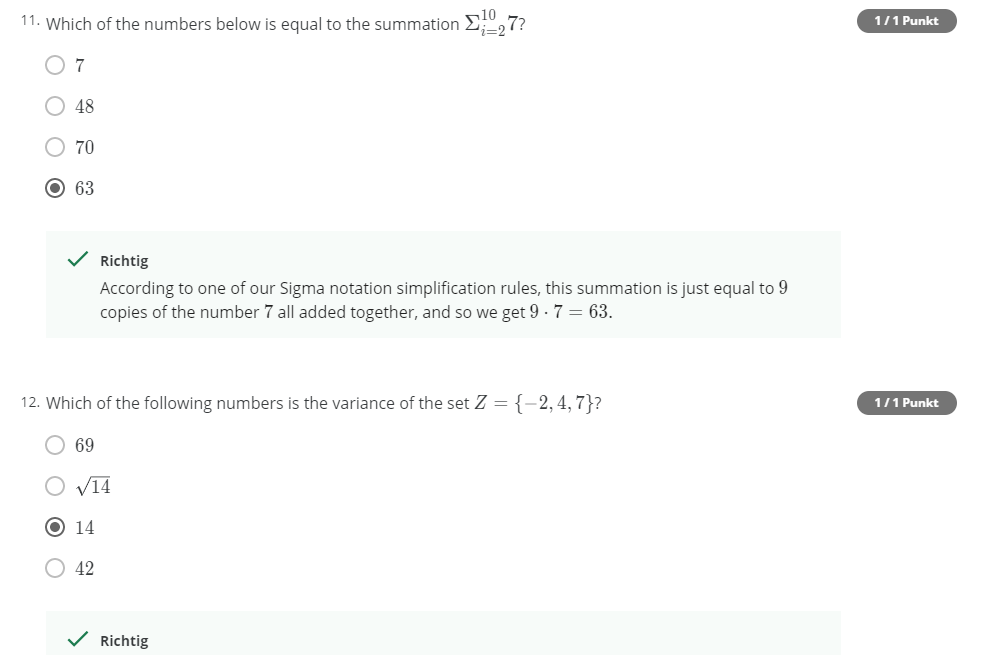 11. Which of the numbers below is equal to the summation $\Sigma_{i=2}^{10} 7$?
1 / 1 Punkt
7
48
70
63
Richtig
According to one of our Sigma notation simplification rules, this summation is just equal to 9
copies of the number 7 all added together, and so we get 9 · 7 = 63.
12. Which of the following numbers is the variance of the set $Z = \{-2, 4, 7\}$?
1 / 1 Punkt
69
$\sqrt{14}$
14
42
Richtig